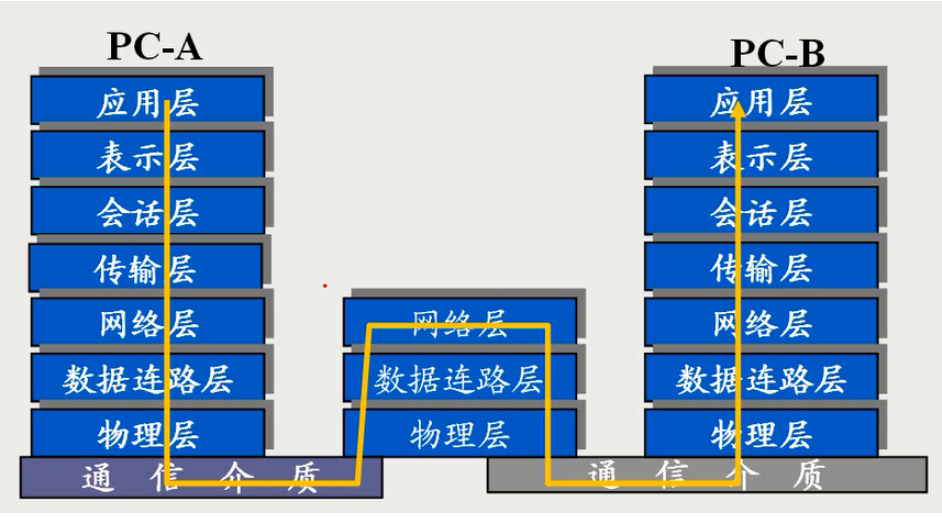 PC-A
PC-B
应用层
应用层
表示层
表示层
会话层
会话层
传输层
传输层
网络层
网络层
网络层
数据连路层
数据连路层
数据连路层
物理层
物理层
物理层
通信介质
通信介质